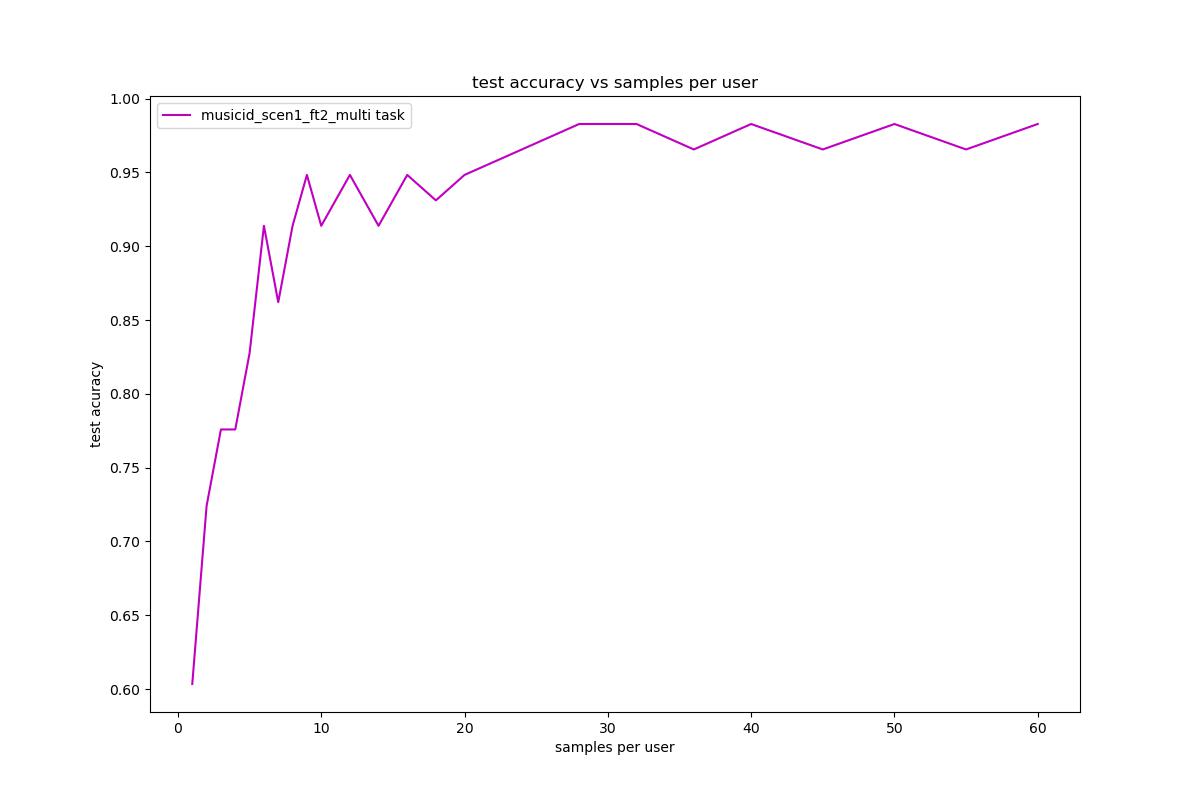 test accuracy vs samples per user
musicid_scen1_ft2_multi task
1.00
0.95
0.90
0.85
0.80
0.75
0.70
0.65
0.60
test acuracy
0 10 20 30 40 50 60
samples per user